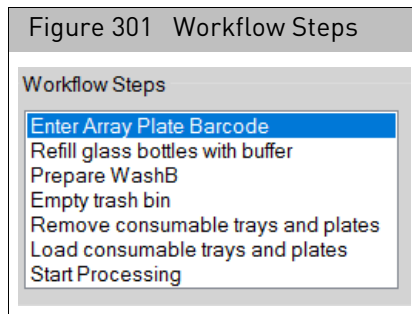 Figure 301 Workflow Steps
Workflow Steps
Enter Array Plate Barcode
Refill glass bottles with buffer
Prepare WashB
Empty trash bin
Remove consumable trays and plates
Load consumable trays and plates
Start Processing